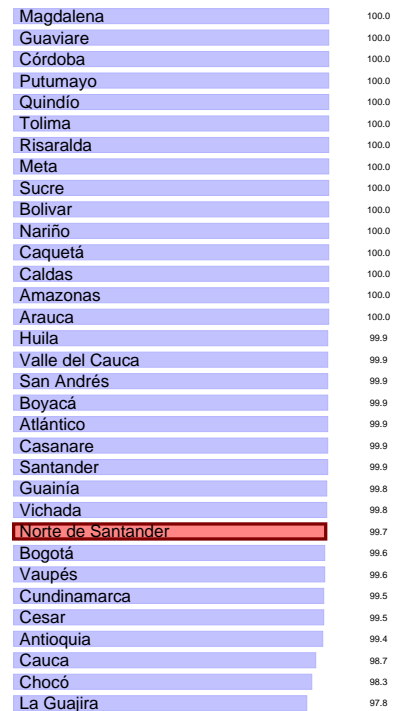 Magdalena 100.0
Guaviare 100.0
Córdoba 100.0
Putumayo 100.0
Quindío 100.0
Tolima 100.0
Risaralda 100.0
Meta 100.0
Sucre 100.0
Bolivar 100.0
Nariño 100.0
Caquetá 100.0
Caldas 100.0
Amazonas 100.0
Arauca 100.0
Huila 99.9
Valle del Cauca 99.9
San Andrés 99.9
Boyacá 99.9
Atlántico 99.9
Casanare 99.9
Santander 99.9
Guainía 99.8
Vichada 99.8
Norte de Santander 99.7
Bogotá 99.6
Vaupés 99.6
Cundinamarca 99.5
Cesar 99.5
Antioquia 99.4
Cauca 98.7
Chocó 98.3
La Guajira 97.8